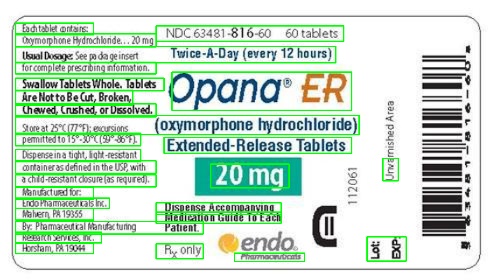 Each tablet contains:
Oxymorphone Hydrochloride. . . 20 mg
Usual Dosage: See package insert
for complete prescribing information.
Swallow Tablets Whole. Tablets
Are Not to Be Cut, Broken,
Chewed, Crushed, or Dissolved.
Store at 25°C (77°F); excursions
permitted to 15°-30°C (59°-86°F).
Dispense in a tight, light-resistant
container as defined in the USP, with
a child-resistant closure (as required).
Manufactured for:
Endo Pharmaceuticals Inc.
Malvern, PA 19355
By: Pharmaceutical Manufacturing
Research Services, Inc.
Horsham, PA 19044
NDC 63481-816-60 60 tablets
Twice-A-Day (every 12 hours)
Opana® ER
(oxymorphone hydrochloride)
Extended-Release Tablets
20 mg
Dispense Accompanying
Medication Guide To Each
Patient.
Rx only
endo
Pharmaceuticals
CII
112061
Unvarnished Area
Lot:
EXP: